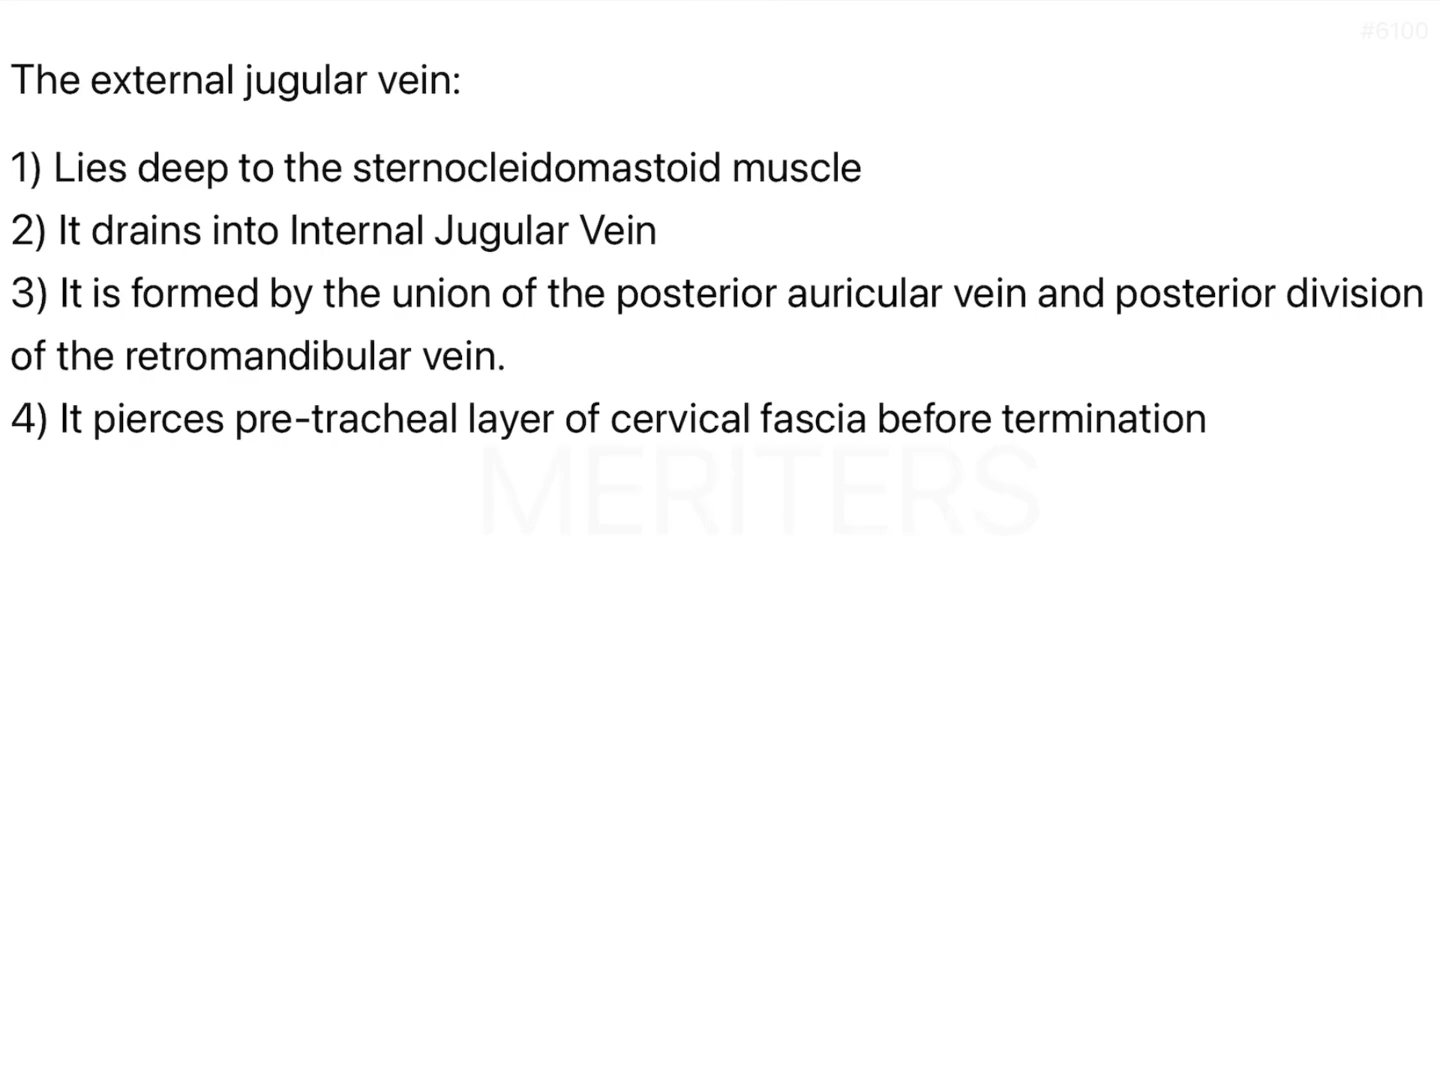 #6100
The external jugular vein:
1) Lies deep to the sternocleidomastoid muscle
2) It drains into Internal Jugular Vein
3) It is formed by the union of the posterior auricular vein and posterior division
of the retromandibular vein.
4) It pierces pre-tracheal layer of cervical fascia before termination
MERITERS